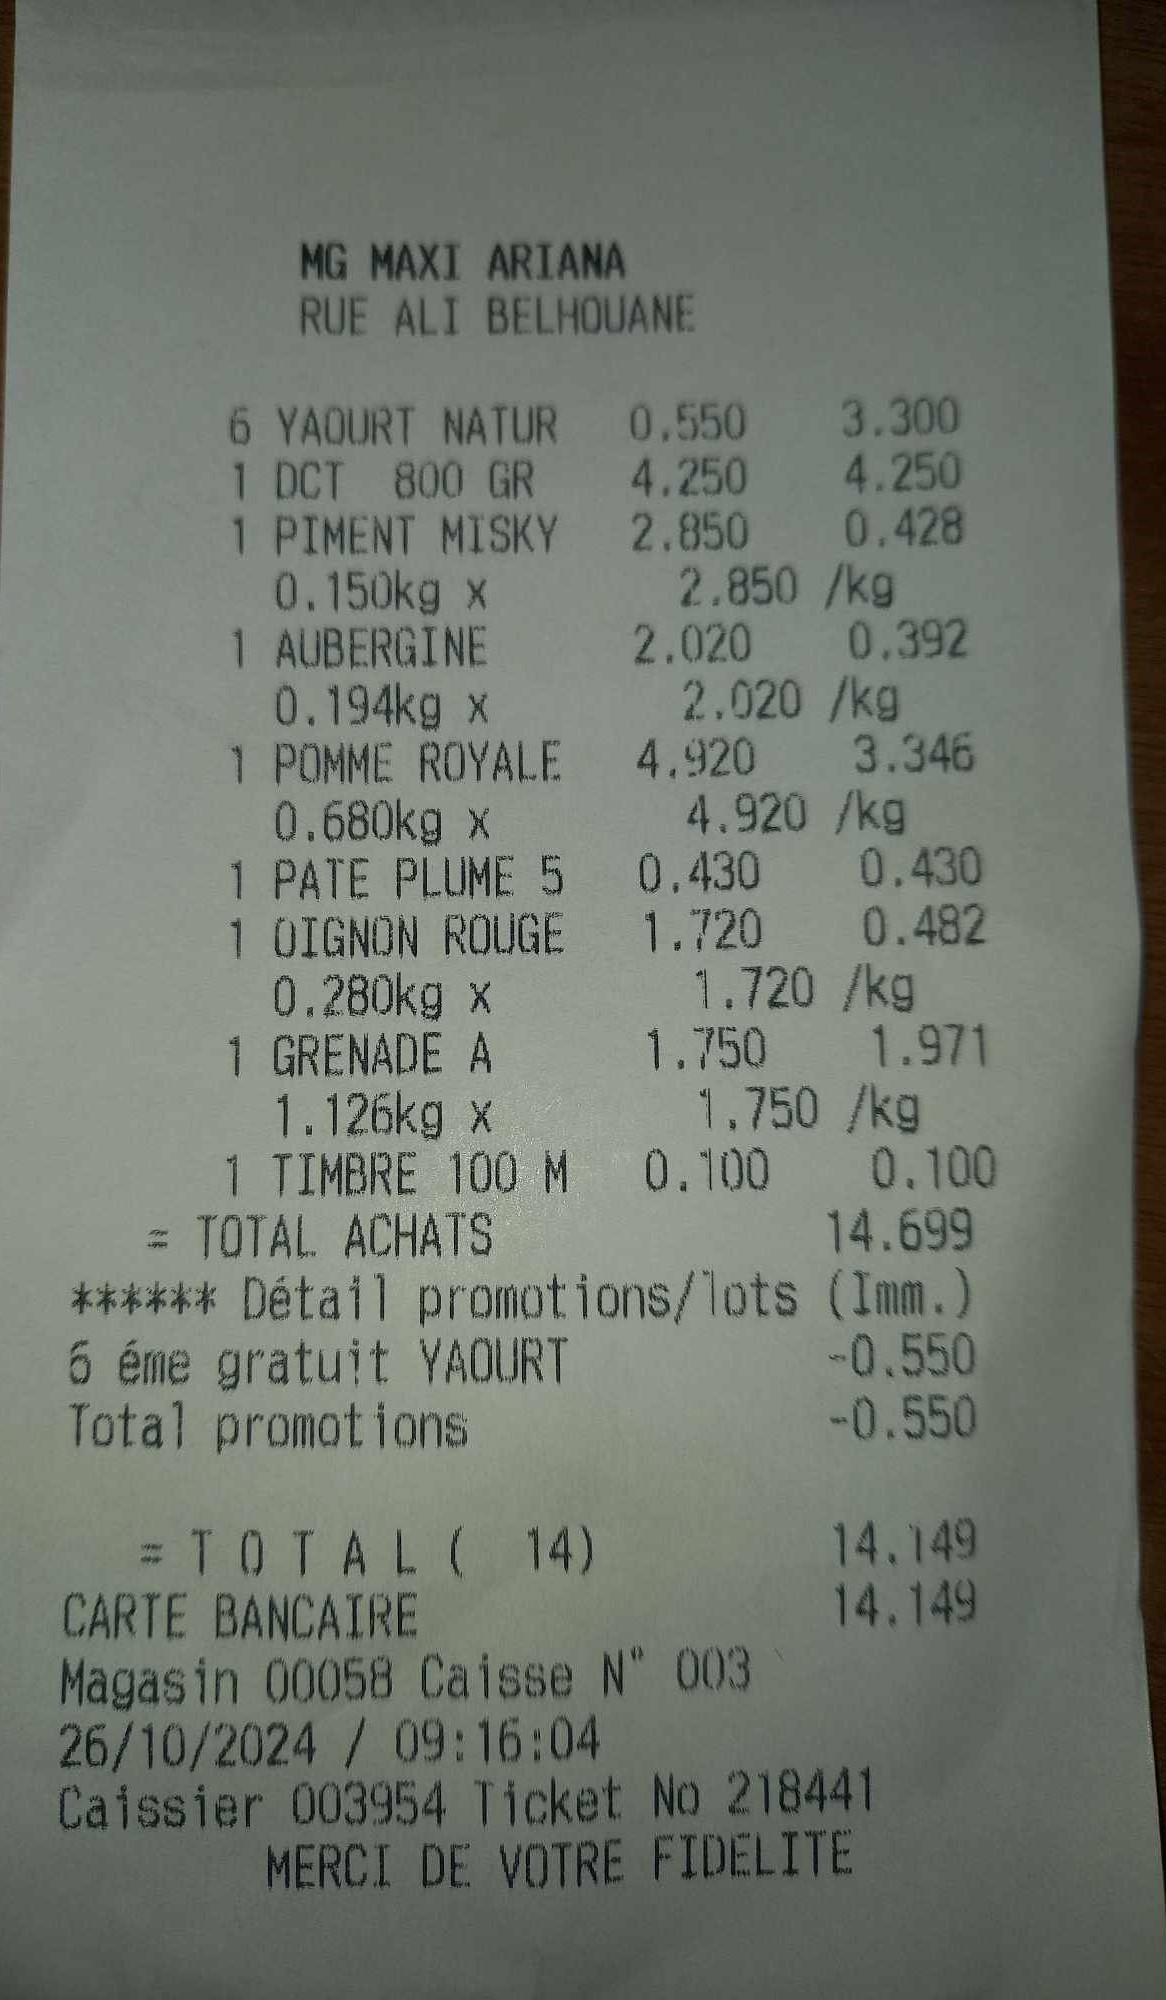 MG MAXI ARIANA
RUE ALI BELHOUANE
6 YAOURT NATUR 0.550 3.300
1 DCT 800 GR 4.250 4.250
1 PIMENT MISKY 2.850 0.428
0.150kg x 2.850 /kg
1 AUBERGINE 2.020 0.392
0.194kg x 2.020 /kg
1 POMME ROYALE 4.920 3.346
0.680kg x 4.920 /kg
1 PATE PLUME 5 0.430 0.430
1 OIGNON ROUGE 1.720 0.482
0.280kg x 1.720 /kg
1 GRENADE A 1.750 1.971
1.126kg x 1.750 /kg
1 TIMBRE 100 M 0.100 0.100
= TOTAL ACHATS 14.699
****** Détail promotions/lots (Imm.)
6 éme gratuit YAOURT -0.550
Total promotions -0.550
= T O T A L ( 14) 14.149
CARTE BANCAIRE 14.149
Magasin 00058 Caisse N° 003
26/10/2024 / 09:16:04
Caissier 003954 Ticket No 218441
MERCI DE VOTRE FIDELITE